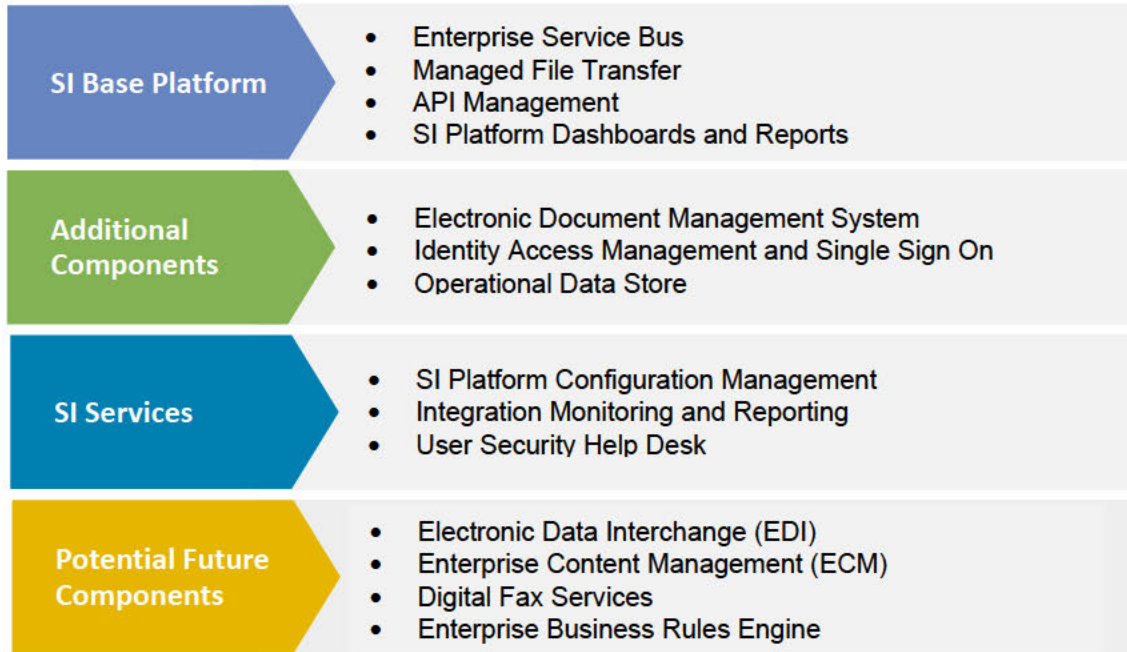 SI Base Platform
• Enterprise Service Bus
• Managed File Transfer
• API Management
• SI Platform Dashboards and Reports
Additional
Components
• Electronic Document Management System
• Identity Access Management and Single Sign On
• Operational Data Store
SI Services
• SI Platform Configuration Management
• Integration Monitoring and Reporting
• User Security Help Desk
Potential Future
Components
• Electronic Data Interchange (EDI)
• Enterprise Content Management (ECM)
• Digital Fax Services
• Enterprise Business Rules Engine